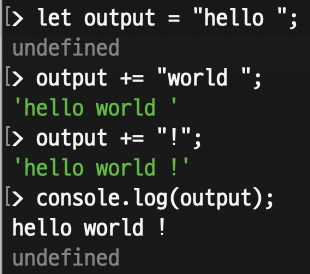 > let output = "hello ";
undefined
> output += "world ";
'hello world '
> output += "!";
'hello world !'
> console.log(output);
hello world !
undefined